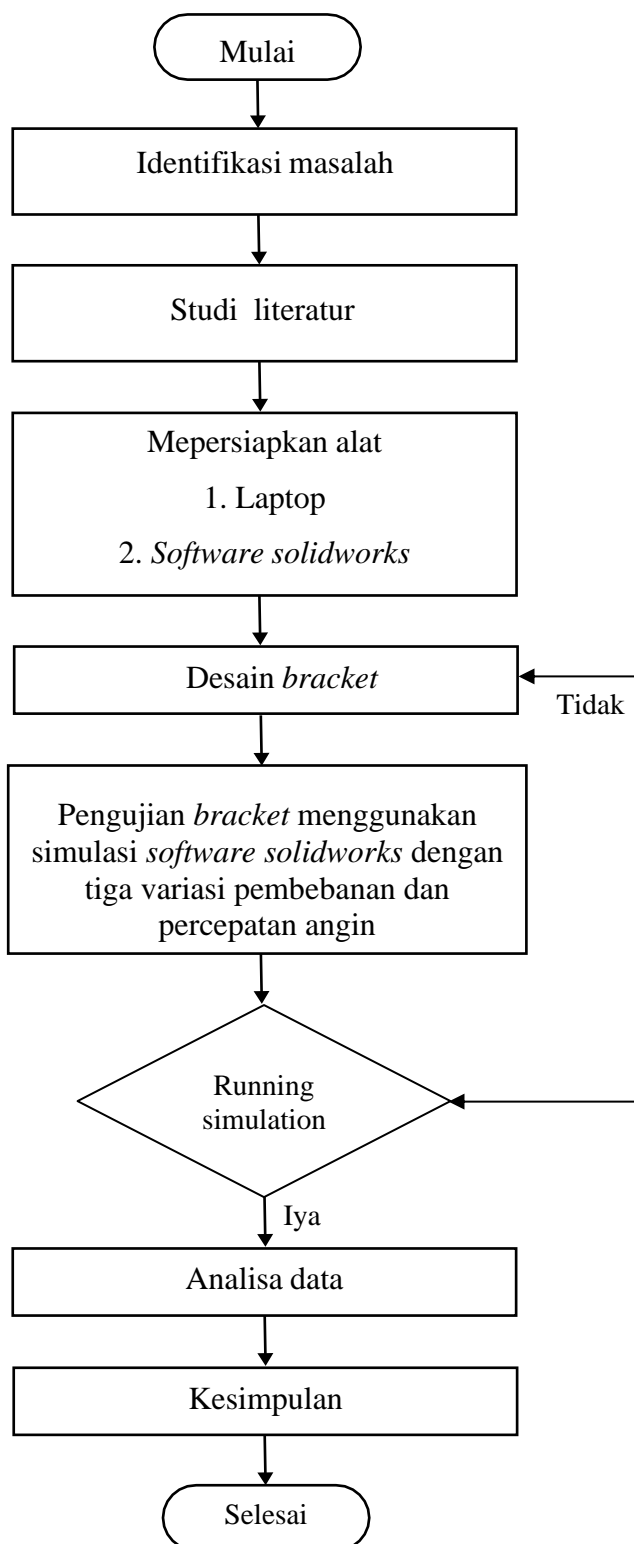 Mulai
Identifikasi masalah
Studi literatur
Mepersiapkan alat
1. Laptop
2. Software solidworks
Desain bracket
Tidak
Pengujian bracket menggunakan
simulasi software solidworks dengan
tiga variasi pembebanan dan
percepatan angin
Running
simulation
Iya
Analisa data
Kesimpulan
Selesai